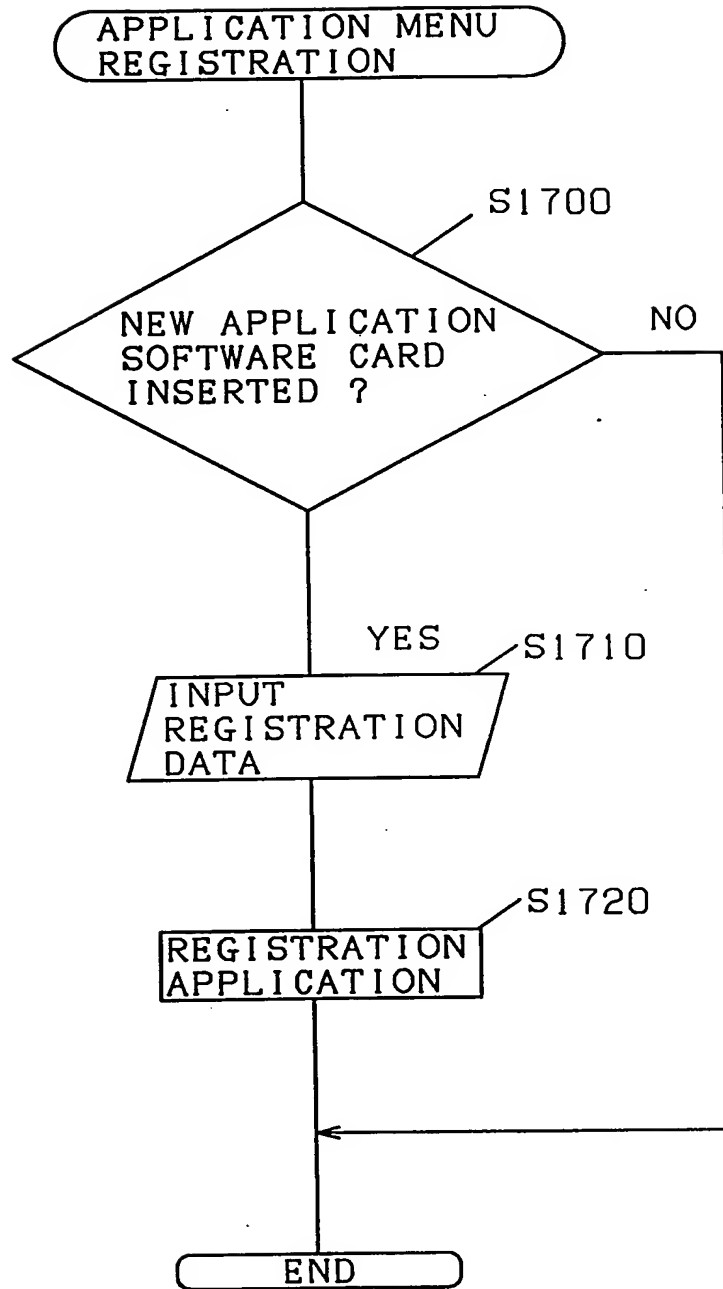 APPLICATION MENU
REGISTRATION
S1700
NEW APPLICATION
SOFTWARE CARD
INSERTED ?
NO
YES
S1710
INPUT
REGISTRATION
DATA
S1720
REGISTRATION
APPLICATION
END